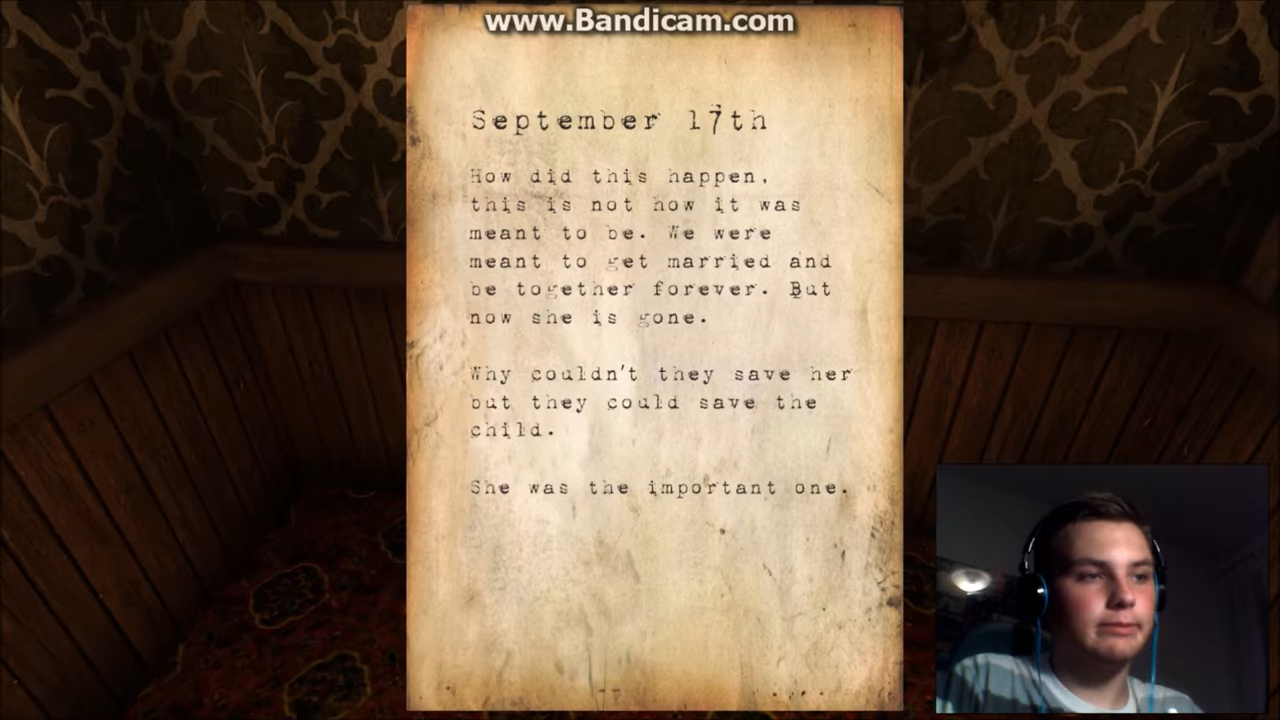 www.Bandicam.com
September 17th
How did this happen,
this is not how it was
meant to be. We were
meant to get married and
be together forever. But
now she is gone.
Why couldn't they save her
but they could save the
child.
She was the important one.